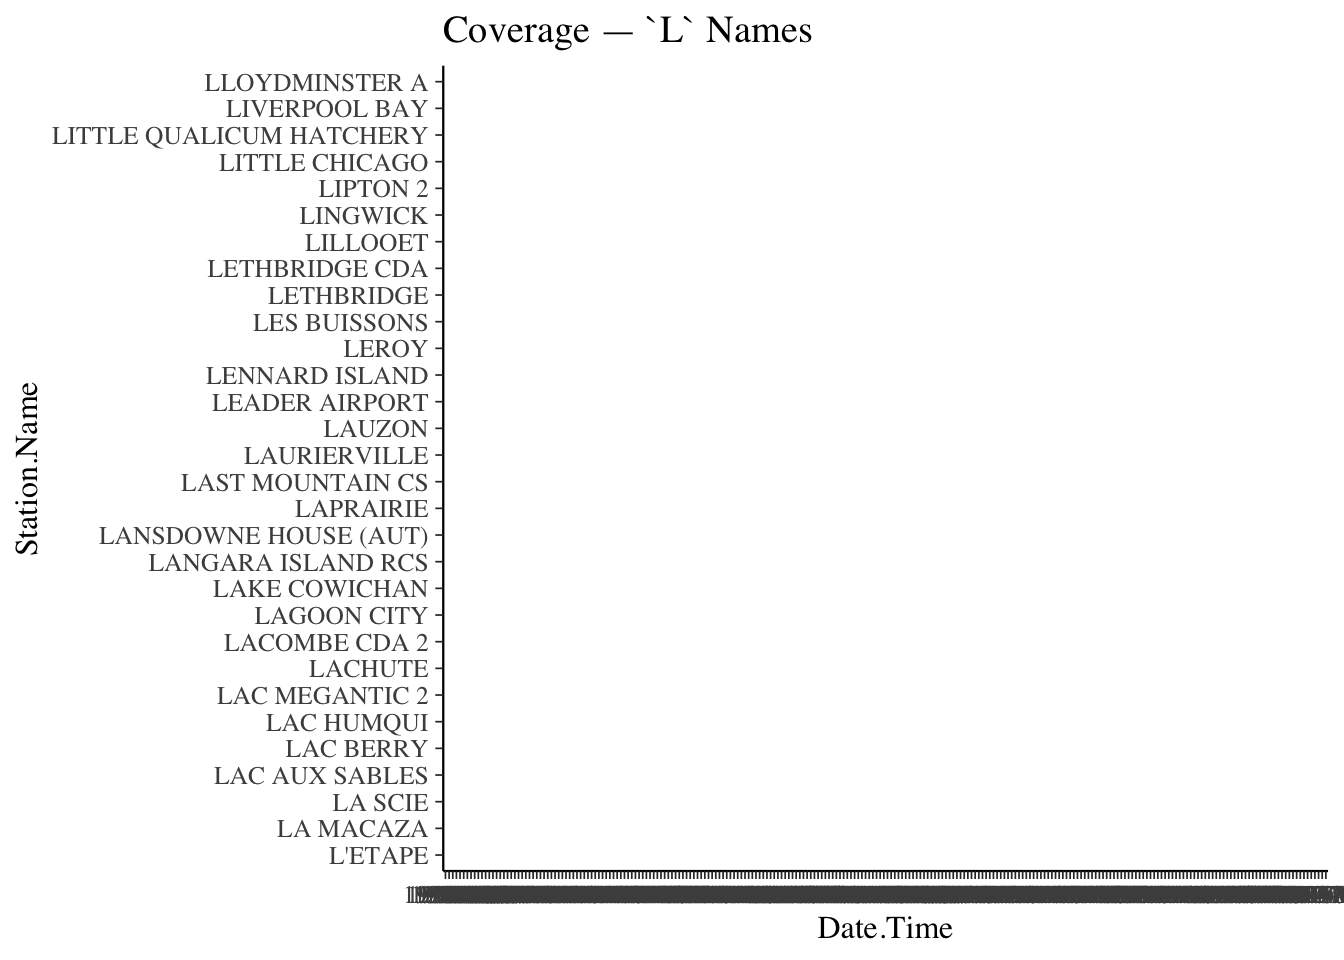 Coverage — `L` Names
LLOYDMINSTER A
LIVERPOOL BAY
LITTLE QUALICUM HATCHERY
LITTLE CHICAGO
LIPTON 2
LINGWICK
LILLOOET
LETHBRIDGE CDA
LETHBRIDGE
LES BUISSONS
LEROY
LENNARD ISLAND
LEADER AIRPORT
LAUZON
LAURIERVILLE
LAST MOUNTAIN CS
LAPRAIRIE
LANSDOWNE HOUSE (AUT)
LANGARA ISLAND RCS
LAKE COWICHAN
LAGOON CITY
LACOMBE CDA 2
LACHUTE
LAC MEGANTIC 2
LAC HUMQUI
LAC BERRY
LAC AUX SABLES
LA SCIE
LA MACAZA
L'ETAPE
Station.Name
Date.Time